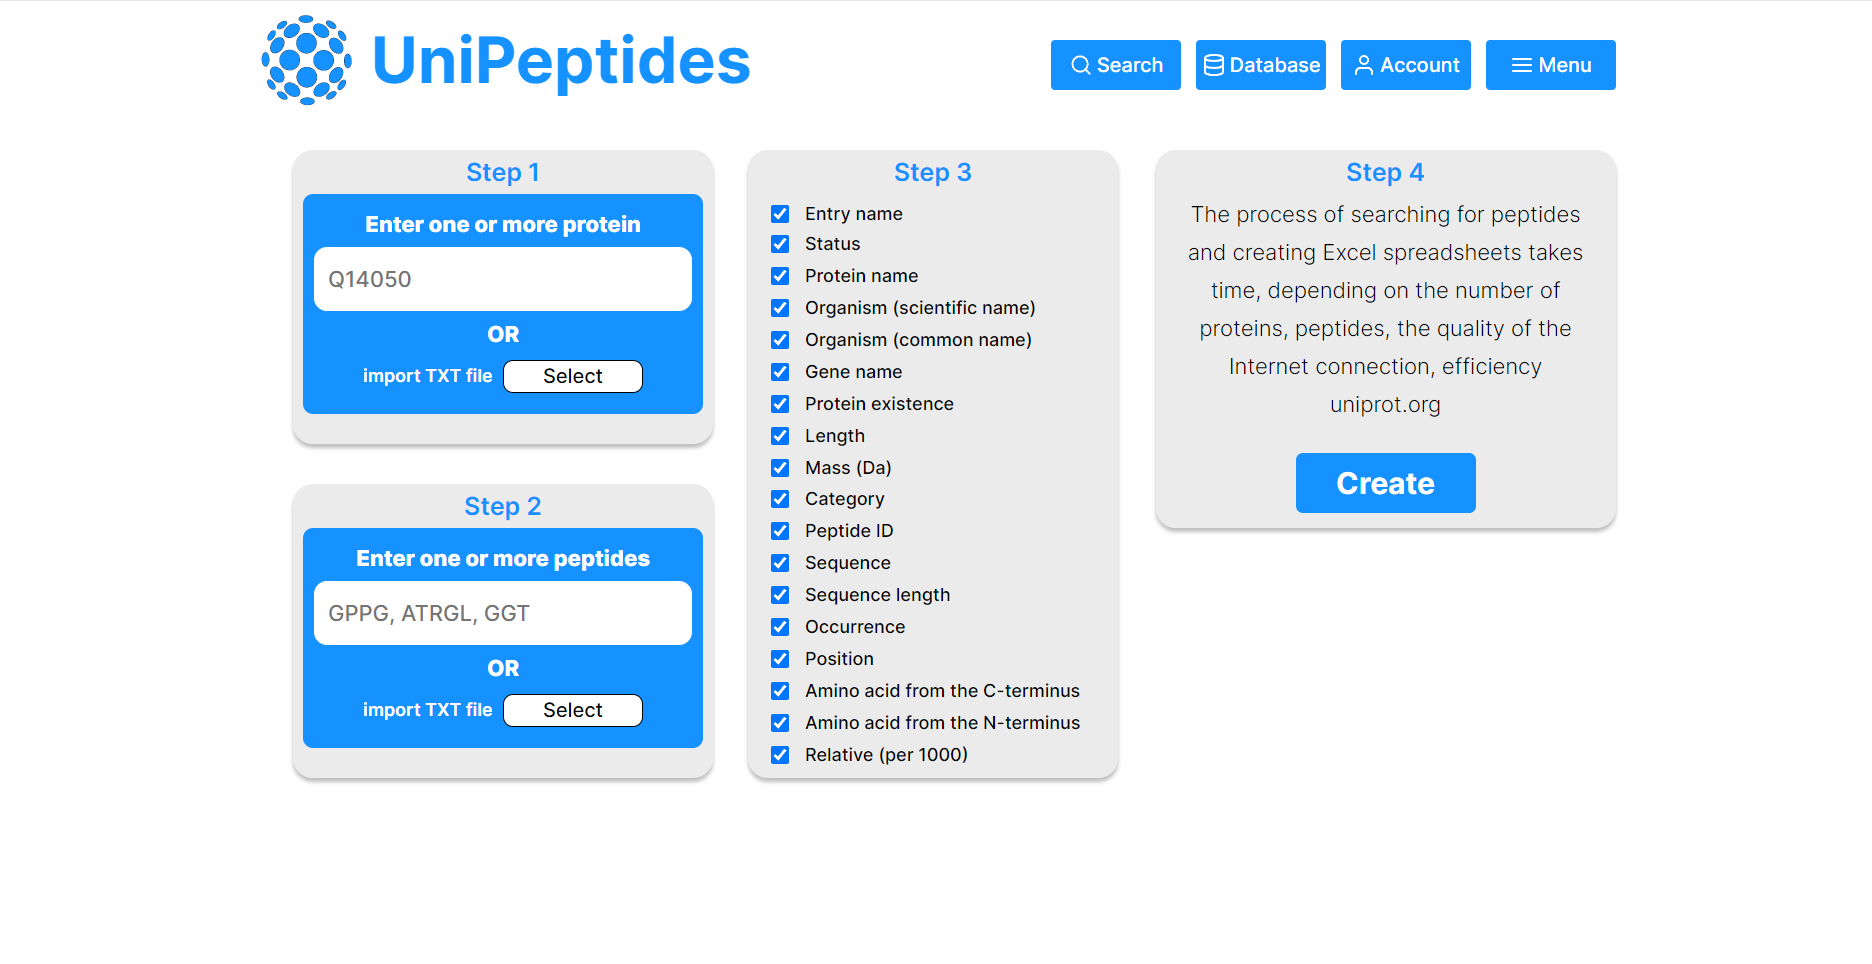 UniPeptides
Search
Database
Account
Menu
Step 1
Enter one or more protein
Q14050
OR
import TXT file
Select
Step 2
Enter one or more peptides
GPPG, ATRGL, GGT
OR
import TXT file
Select
Step 3
Entry name
Status
Protein name
Organism (scientific name)
Organism (common name)
Gene name
Protein existence
Length
Mass (Da)
Category
Peptide ID
Sequence
Sequence length
Occurrence
Position
Amino acid from the C-terminus
Amino acid from the N-terminus
Relative (per 1000)
Step 4
The process of searching for peptides
and creating Excel spreadsheets takes
time, depending on the number of
proteins, peptides, the quality of the
Internet connection, efficiency
uniprot.org
Create